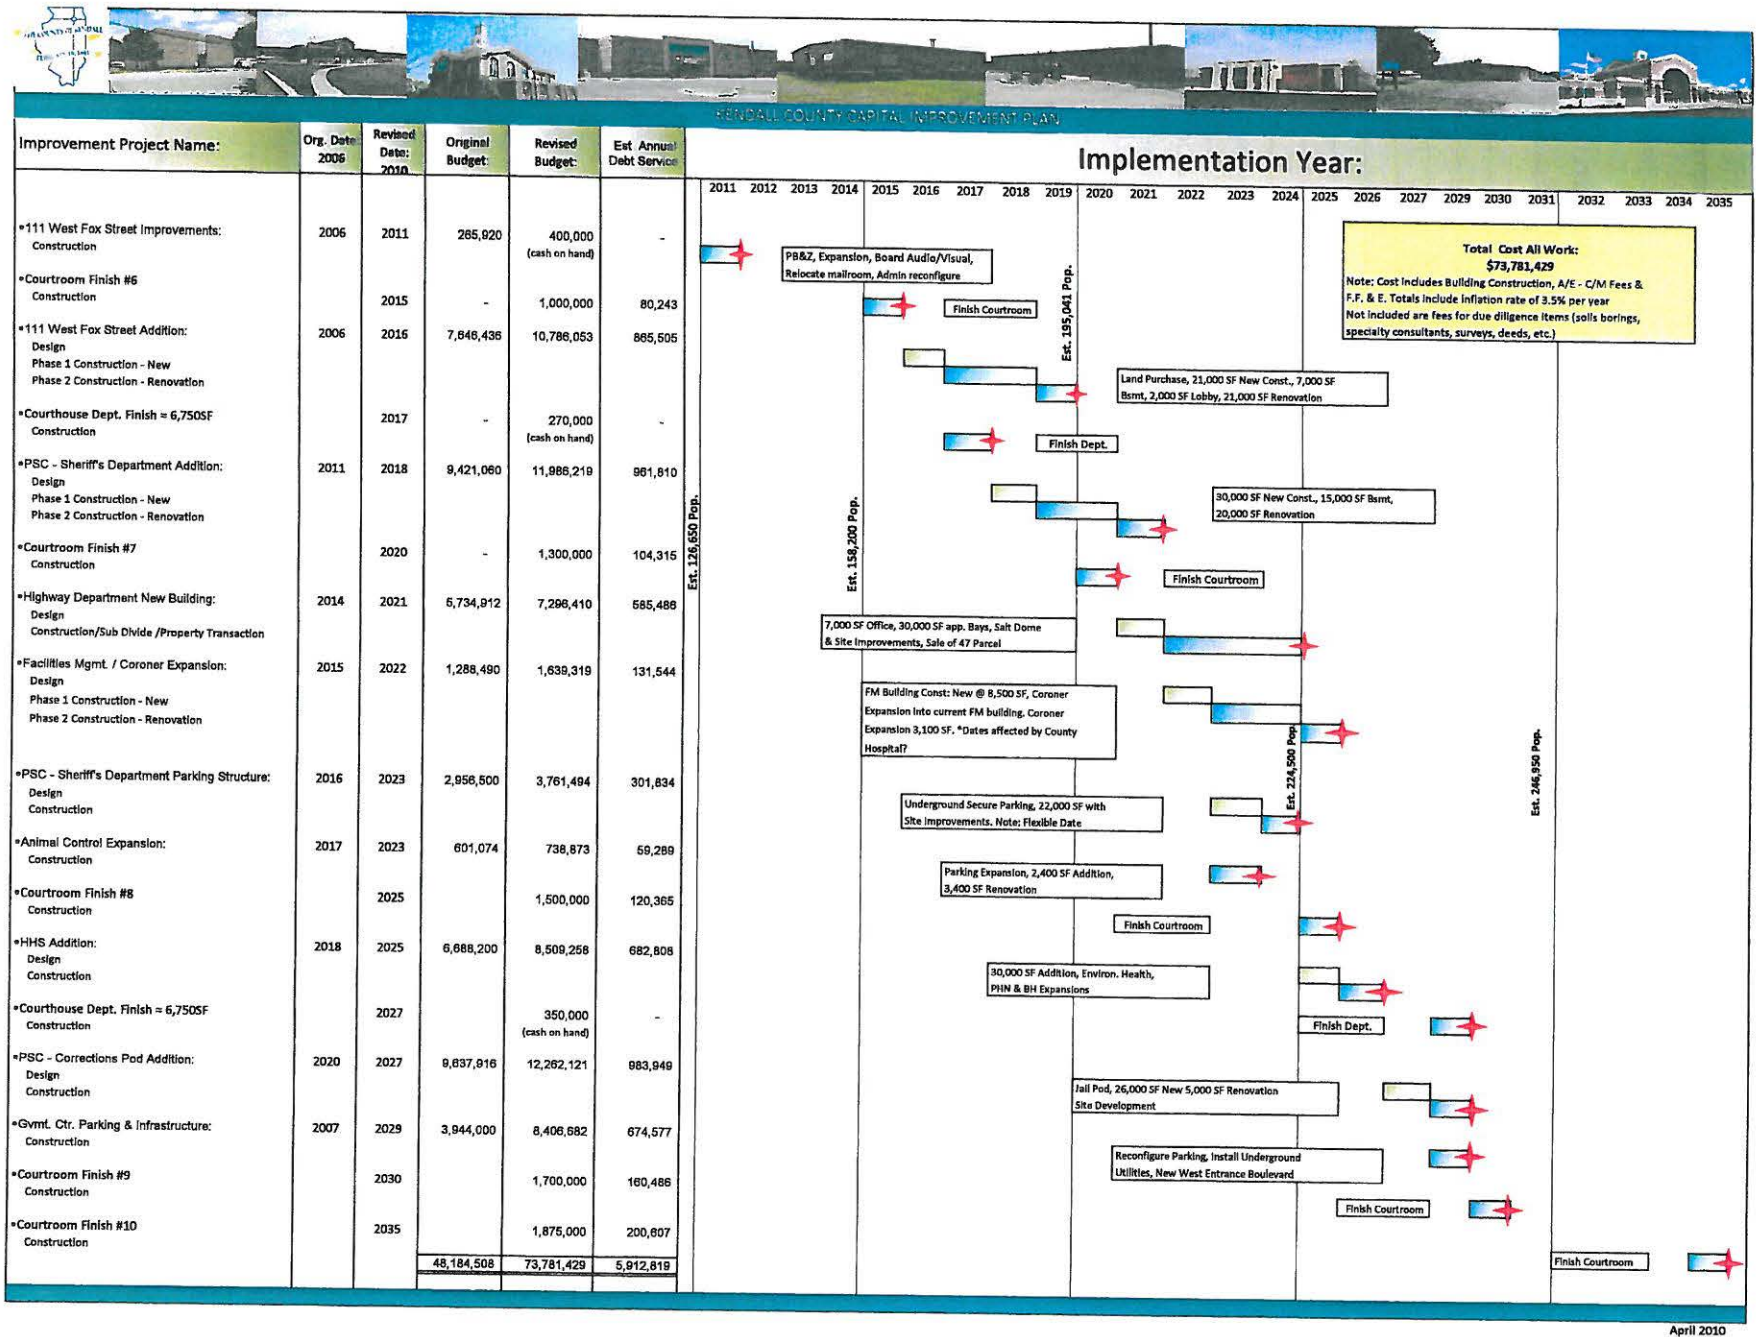 KENDALL COUNTY CAPITAL IMPROVEMENT PLAN
Improvement Project Name:
Org. Date 2006
Revised Date: 2010
Original Budget:
Revised Budget:
Est. Annual Debt Service
Implementation Year:
2011 2012 2013 2014 2015 2016 2017 2018 2019 2020 2021 2022 2023 2024 2025 2026 2027 2028 2029 2030 2031 2032 2033 2034 2035
•111 West Fox Street Improvements: 2006 2011 265,920 400,000 -
Construction (cash on hand)
PB&Z, Expansion, Board Audio/Visual,
Relocate mailroom, Admin reconfigure
Total Cost All Work:
$73,781,429
Note: Cost Includes Building Construction, A/E - C/M Fees &
F.F. & E. Totals include inflation rate of 3.5% per year
Not included are fees for due diligence items (soils borings,
specialty consultants, surveys, deeds, etc.)
•Courtroom Finish #6
Construction 2015 - 1,000,000 80,243
Finish Courtroom
•111 West Fox Street Addition: 2006 2016 7,646,436 10,786,053 865,505
Design
Phase 1 Construction - New
Phase 2 Construction - Renovation
Land Purchase, 21,000 SF New Const., 7,000 SF
Bsmt, 2,000 SF Lobby, 21,000 SF Renovation
•Courthouse Dept. Finish = 6,750SF 2017 - 270,000 -
Construction (cash on hand)
Finish Dept.
•PSC - Sheriff's Department Addition: 2011 2018 9,421,060 11,986,219 961,810
Design
Phase 1 Construction - New
Phase 2 Construction - Renovation
30,000 SF New Const., 15,000 SF Bsmt,
20,000 SF Renovation
•Courtroom Finish #7 2020 - 1,300,000 104,315
Construction
Finish Courtroom
•Highway Department New Building: 2014 2021 5,734,912 7,296,410 585,486
Design
Construction/Sub Divide /Property Transaction
7,000 SF Office, 30,000 SF app. Bays, Salt Dome
& Site Improvements, Sale of 47 Parcel
•Facilities Mgmt. / Coroner Expansion: 2015 2022 1,288,490 1,639,319 131,544
Design
Phase 1 Construction - New
Phase 2 Construction - Renovation
FM Building Const: New @ 8,500 SF, Coroner
Expansion into current FM building. Coroner
Expansion 3,100 SF. *Dates affected by County
Hospital?
•PSC - Sheriff's Department Parking Structure: 2016 2023 2,956,500 3,761,494 301,834
Design
Construction
Underground Secure Parking, 22,000 SF with
Site Improvements. Note: Flexible Date
•Animal Control Expansion: 2017 2023 601,074 738,873 59,289
Construction
Parking Expansion, 2,400 SF Addition,
3,400 SF Renovation
•Courtroom Finish #8 2025 1,500,000 120,365
Construction
Finish Courtroom
•HHS Addition: 2018 2025 6,688,200 8,509,258 682,808
Design
Construction
30,000 SF Addition, Environ. Health,
PHN & BH Expansions
•Courthouse Dept. Finish = 6,750SF 2027 350,000 -
Construction (cash on hand)
Finish Dept.
•PSC - Corrections Pod Addition: 2020 2027 9,637,916 12,262,121 983,949
Design
Construction
Jail Pod, 26,000 SF New 5,000 SF Renovation
Site Development
•Gvmt. Ctr. Parking & Infrastructure: 2007 2029 3,944,000 8,406,682 674,577
Construction
Reconfigure Parking, Install Underground
Utilities, New West Entrance Boulevard
•Courtroom Finish #9 2030 1,700,000 160,486
Construction
Finish Courtroom
•Courtroom Finish #10 2035 1,875,000 200,607
Construction
Finish Courtroom
48,184,508 73,781,429 5,912,819
Est. 126,650 Pop.
Est. 158,200 Pop.
Est. 195,041 Pop.
Est. 224,500 Pop.
Est. 246,950 Pop.
April 2010